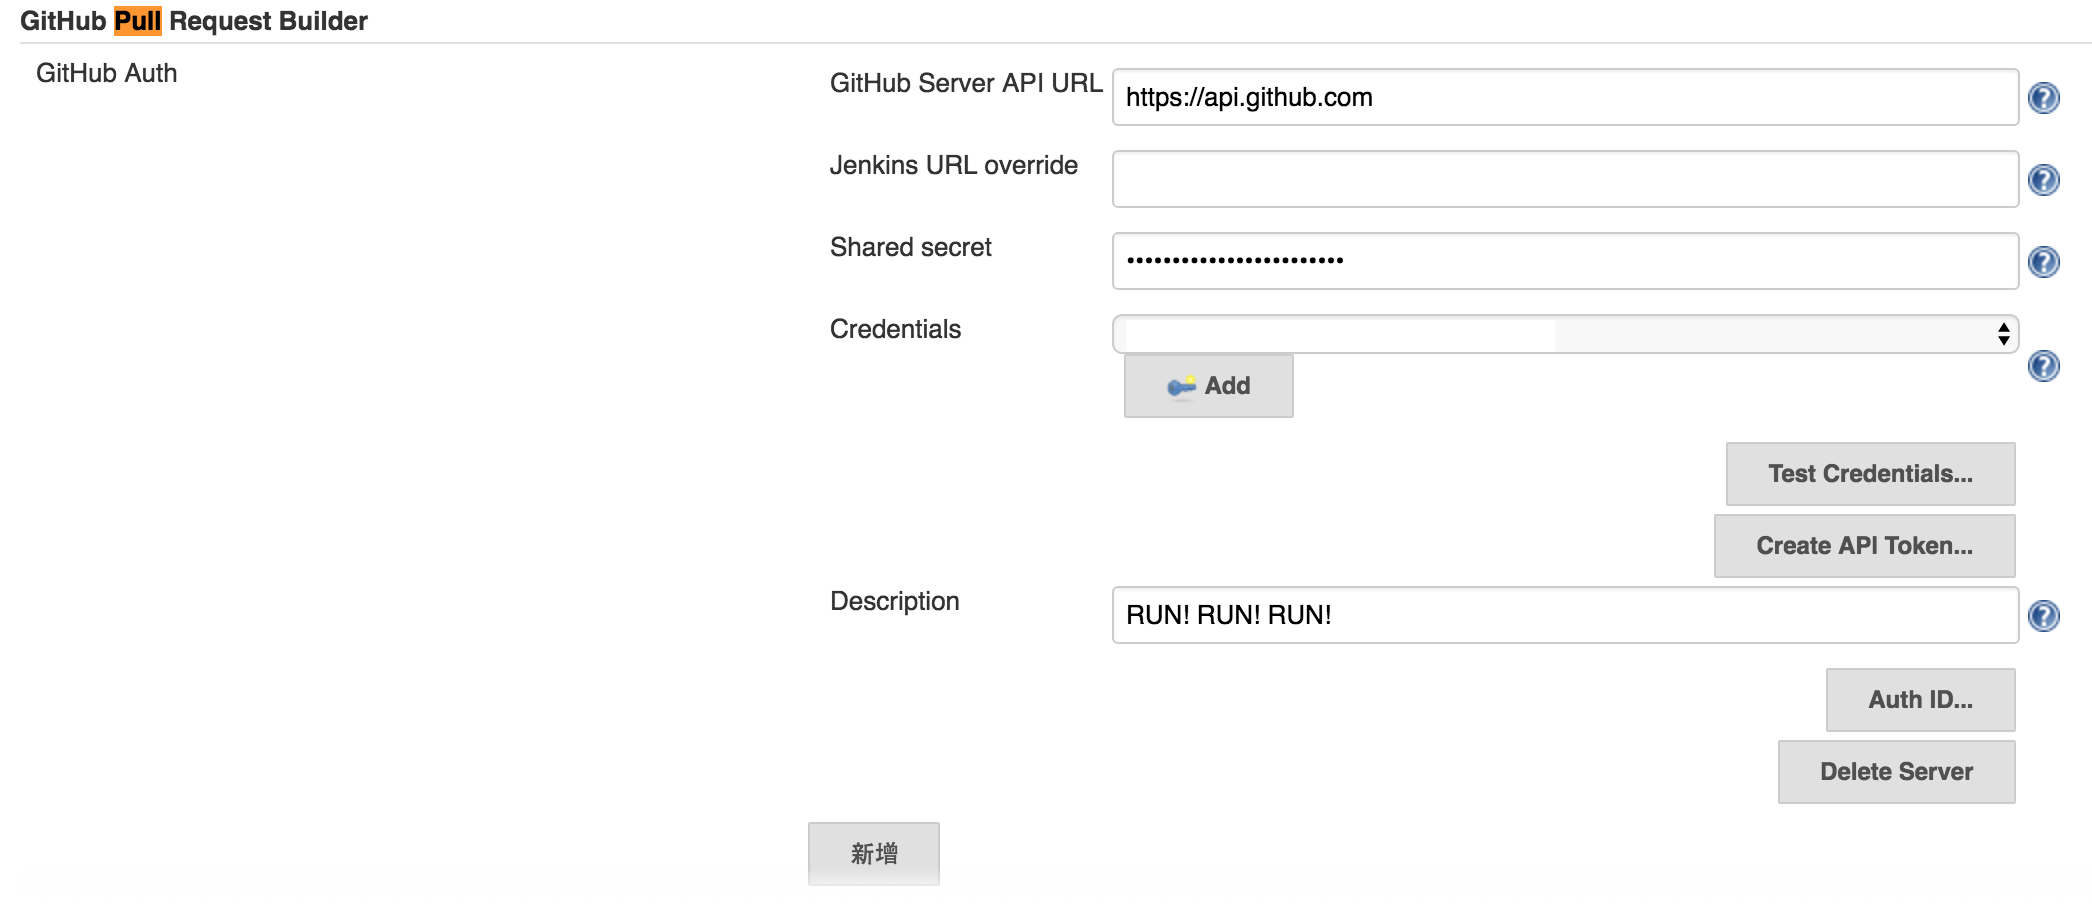 GitHub Pull Request Builder
GitHub Auth
GitHub Server API URL
https://api.github.com
Jenkins URL override
Shared secret
••••••••••••••••••••••••
Credentials
Add
Test Credentials...
Create API Token...
Description
RUN! RUN! RUN!
Auth ID...
Delete Server
新增